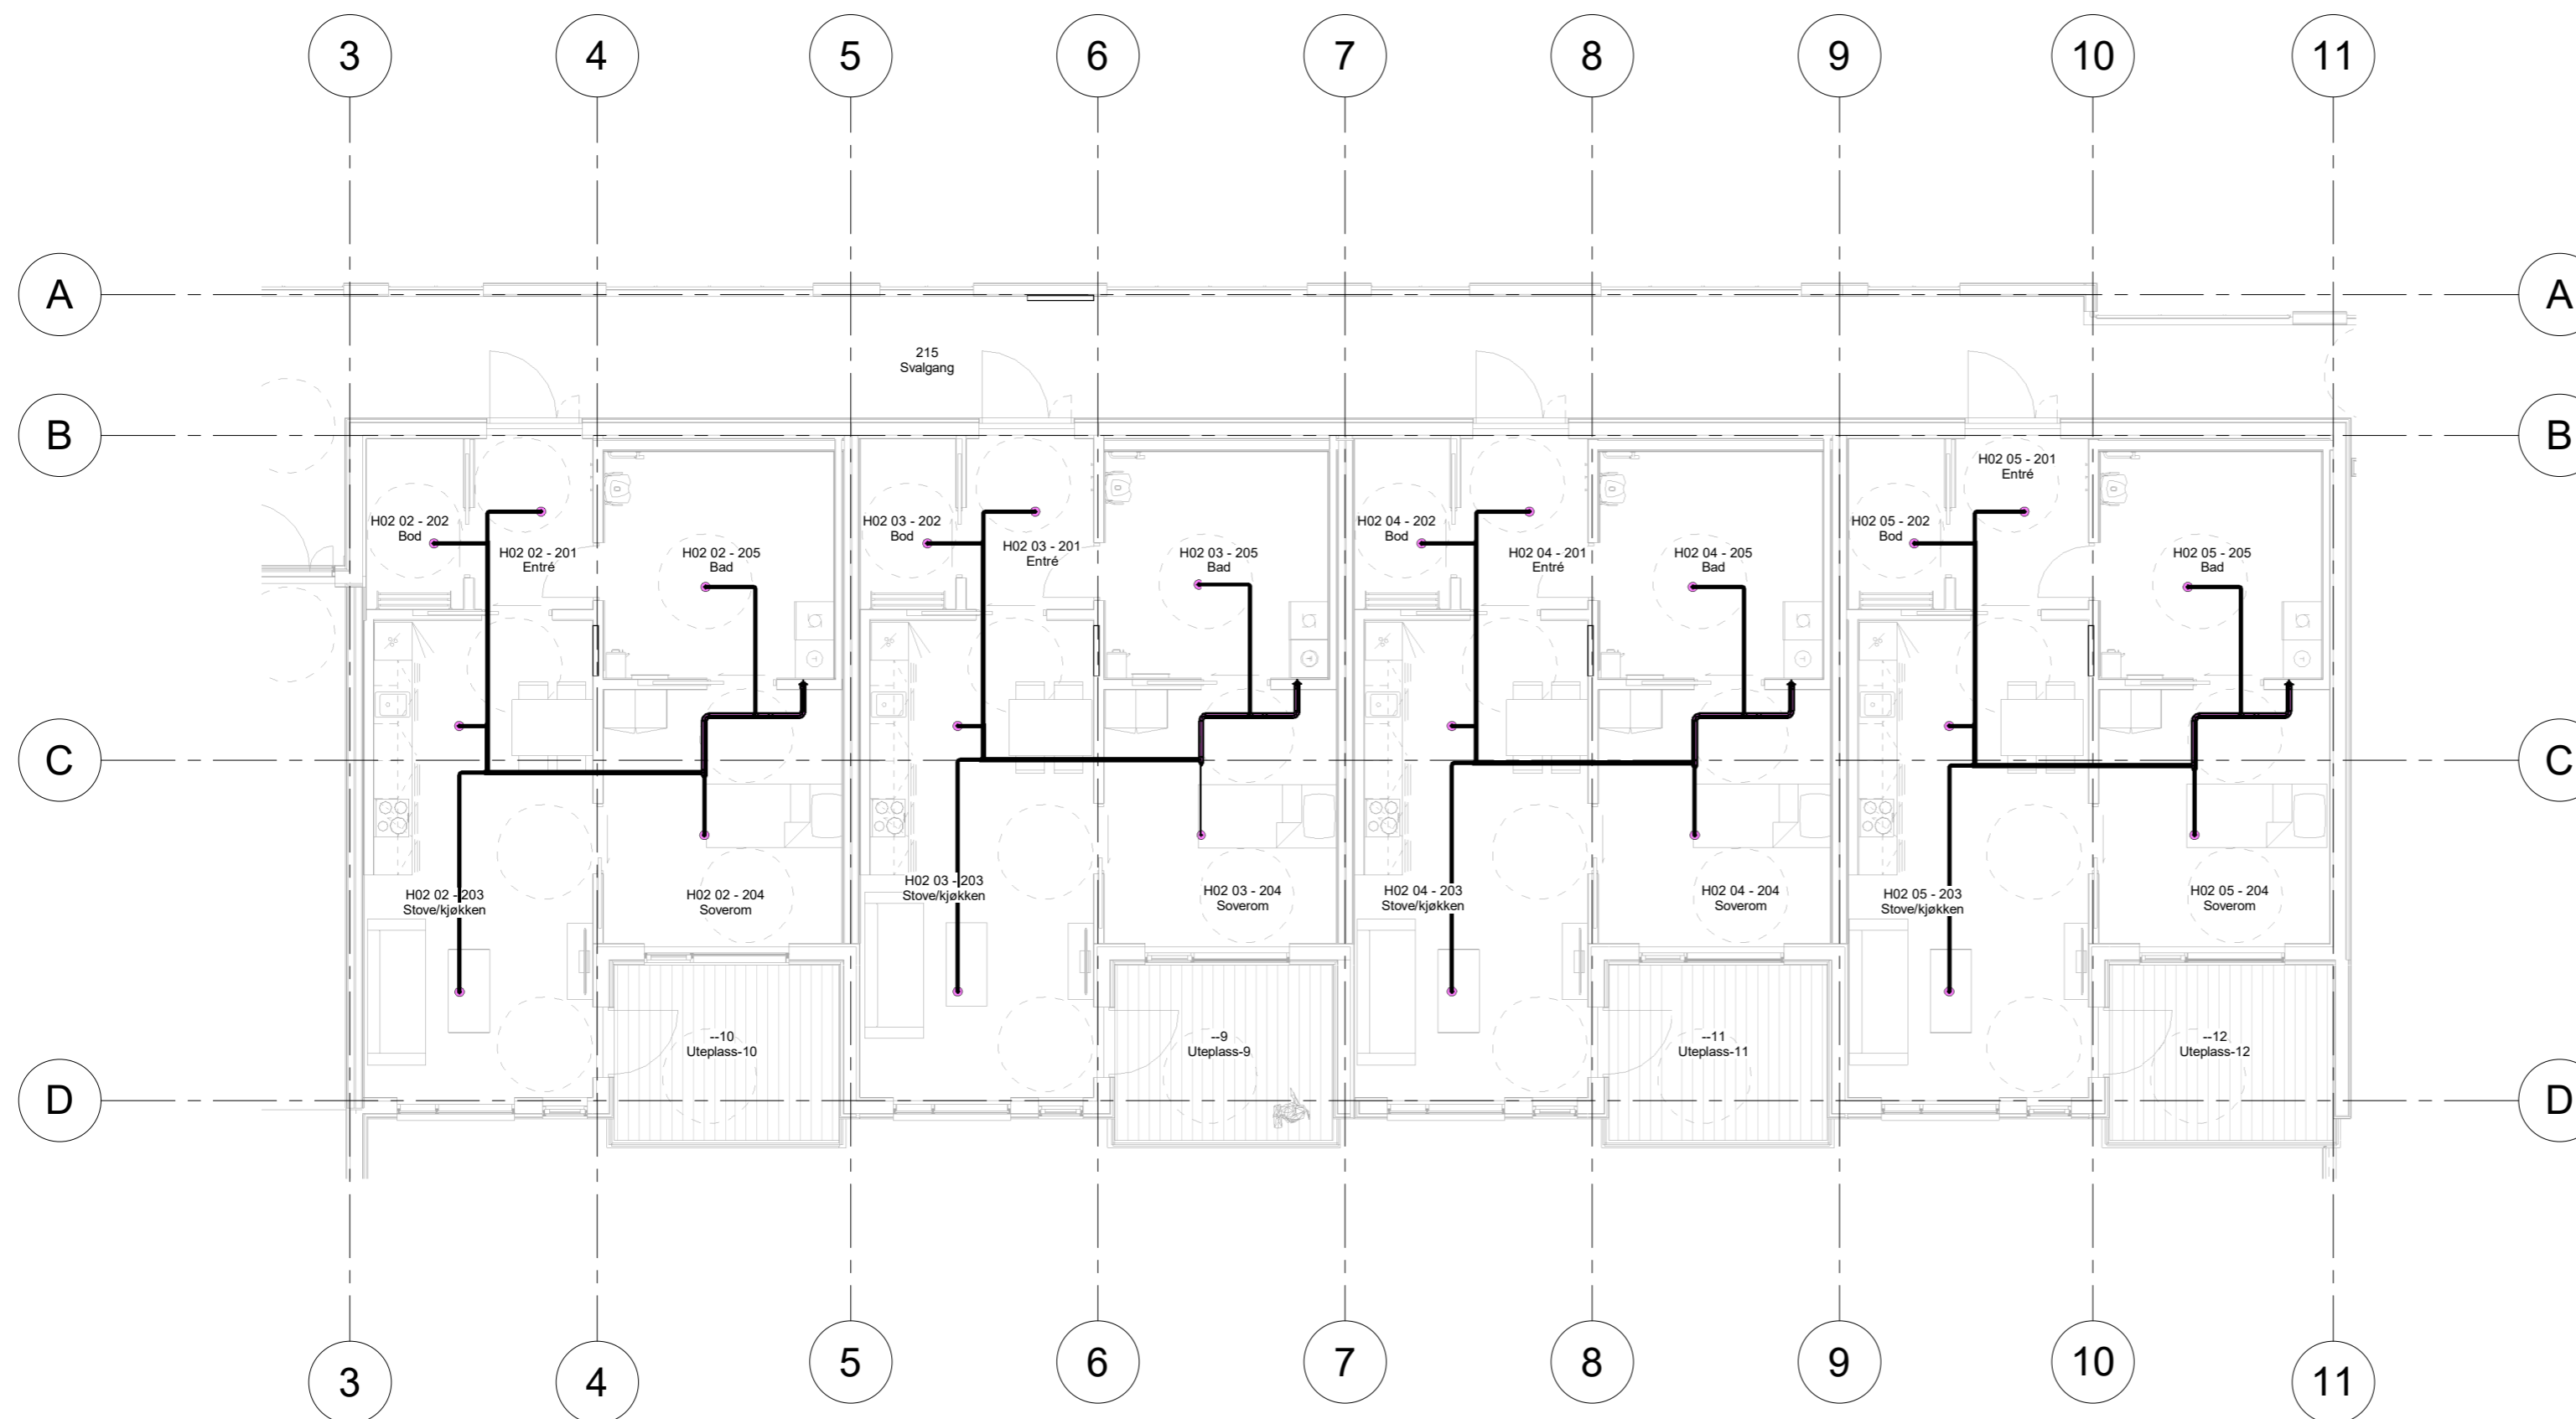 3
4
5
6
7
8
9
10
11
A
A
215
Svalgang
B
B
H02 05 - 201
Entré
H02 02 - 202
Bod
H02 03 - 202
Bod
H02 04 - 202
Bod
H02 05 - 202
Bod
H02 02 - 201
Entré
H02 02 - 205
Bad
H02 03 - 201
Entré
H02 03 - 205
Bad
H02 04 - 201
Entré
H02 04 - 205
Bad
H02 05 - 205
Bad
C
C
H02 02 - 203
Stove/kjøkken
H02 02 - 204
Soverom
H02 03 - 203
Stove/kjøkken
H02 03 - 204
Soverom
H02 04 - 203
Stove/kjøkken
H02 04 - 204
Soverom
H02 05 - 203
Stove/kjøkken
H02 05 - 204
Soverom
--10
Uteplass-10
--9
Uteplass-9
--11
Uteplass-11
--12
Uteplass-12
D
D
3
4
5
6
7
8
9
10
11